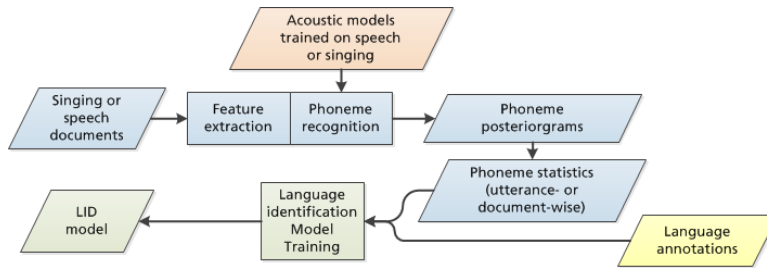 Acoustic models
trained on speech
or singing
Singing or
speech
documents
Feature
extraction
Phoneme
recognition
Phoneme
posteriorgrams
Phoneme statistics
(utterance- or
document-wise)
Language
identification
Model
Training
LID
model
Language
annotations